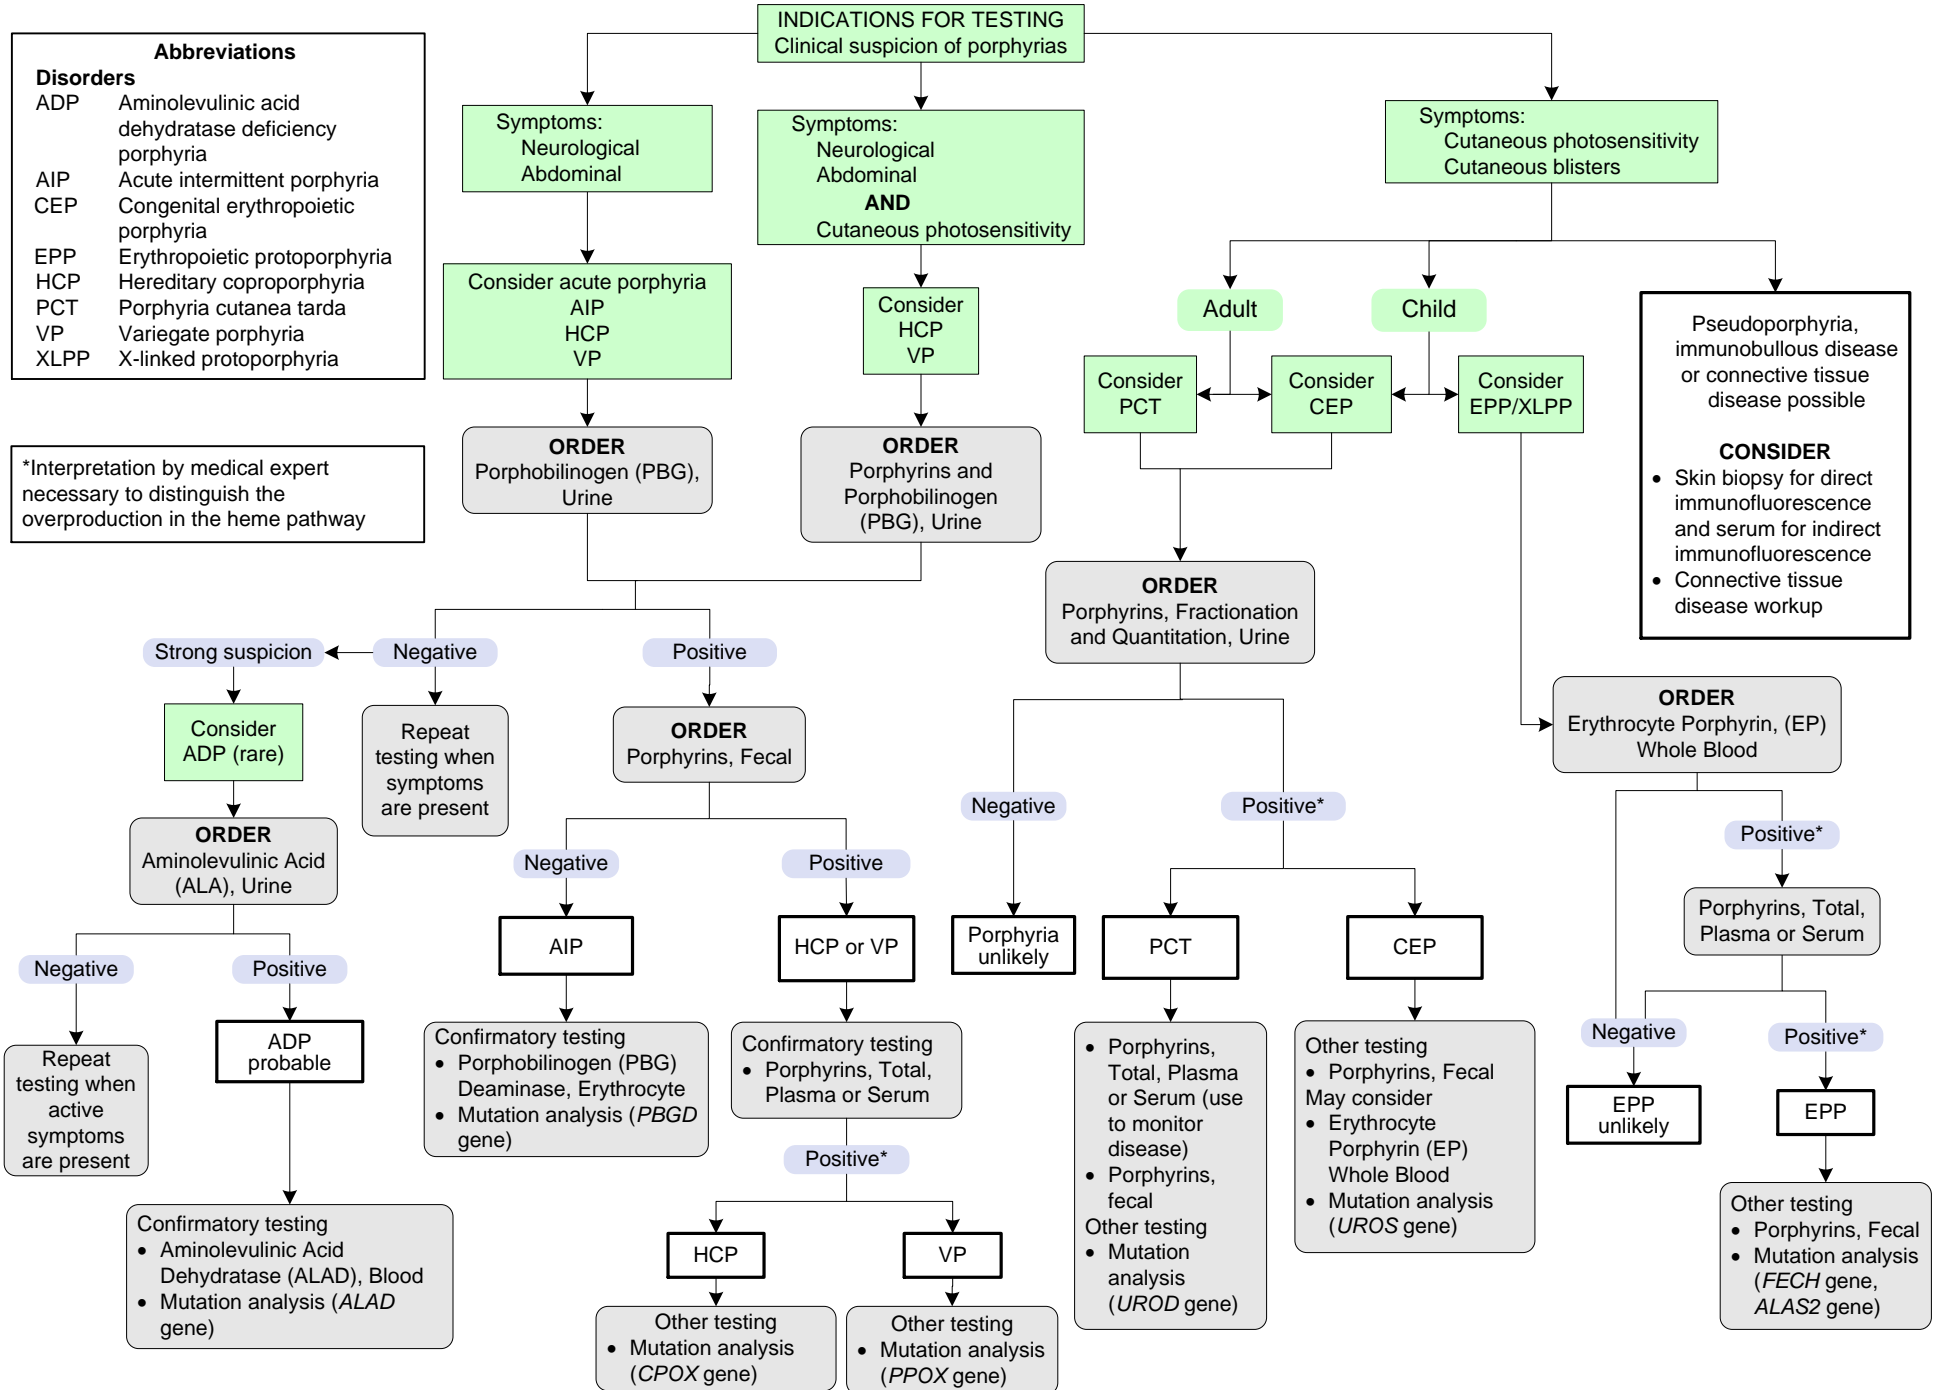 INDICATIONS FOR TESTING
Clinical suspicion of porphyrias
Abbreviations
Disorders
ADP Aminolevulinic acid
dehydratase deficiency
porphyria
AIP Acute intermittent porphyria
CEP Congenital erythropoietic
porphyria
EPP Erythropoietic protoporphyria
HCP Hereditary coproporphyria
PCT Porphyria cutanea tarda
VP Variegate porphyria
XLPP X-linked protoporphyria
*Interpretation by medical expert
necessary to distinguish the
overproduction in the heme pathway
Symptoms:
Neurological
Abdominal
Consider acute porphyria
AIP
HCP
VP
ORDER
Porphobilinogen (PBG),
Urine
Symptoms:
Neurological
Abdominal
AND
Cutaneous photosensitivity
Consider
HCP
VP
ORDER
Porphyrins and
Porphobilinogen
(PBG), Urine
Symptoms:
Cutaneous photosensitivity
Cutaneous blisters
Adult
Child
Consider
PCT
Consider
CEP
Consider
EPP/XLPP
Pseudoporphyria,
immunobullous disease
or connective tissue
disease possible
CONSIDER
• Skin biopsy for direct
immunofluorescence
and serum for indirect
immunofluorescence
• Connective tissue
disease workup
Strong suspicion
Negative
Positive
Consider
ADP (rare)
Repeat
testing when
symptoms
are present
ORDER
Porphyrins, Fecal
ORDER
Aminolevulinic Acid
(ALA), Urine
Negative
Positive
Repeat
testing when
active
symptoms
are present
ADP
probable
Confirmatory testing
• Aminolevulinic Acid
Dehydratase (ALAD), Blood
• Mutation analysis (ALAD
gene)
Negative
Positive
AIP
HCP or VP
Confirmatory testing
• Porphobilinogen (PBG)
Deaminase, Erythrocyte
• Mutation analysis (PBGD
gene)
Confirmatory testing
• Porphyrins, Total,
Plasma or Serum
Positive*
HCP
VP
Other testing
• Mutation analysis
(CPOX gene)
Other testing
• Mutation analysis
(PPOX gene)
ORDER
Porphyrins, Fractionation
and Quantitation, Urine
Negative
Positive*
Porphyria
unlikely
PCT
CEP
• Porphyrins,
Total, Plasma
or Serum (use
to monitor
disease)
• Porphyrins,
fecal
Other testing
• Mutation
analysis
(UROD gene)
Other testing
• Porphyrins, Fecal
May consider
• Erythrocyte
Porphyrin (EP)
Whole Blood
• Mutation analysis
(UROS gene)
ORDER
Erythrocyte Porphyrin, (EP)
Whole Blood
Positive*
Porphyrins, Total,
Plasma or Serum
Negative
Positive*
EPP
unlikely
EPP
Other testing
• Porphyrins, Fecal
• Mutation analysis
(FECH gene,
ALAS2 gene)